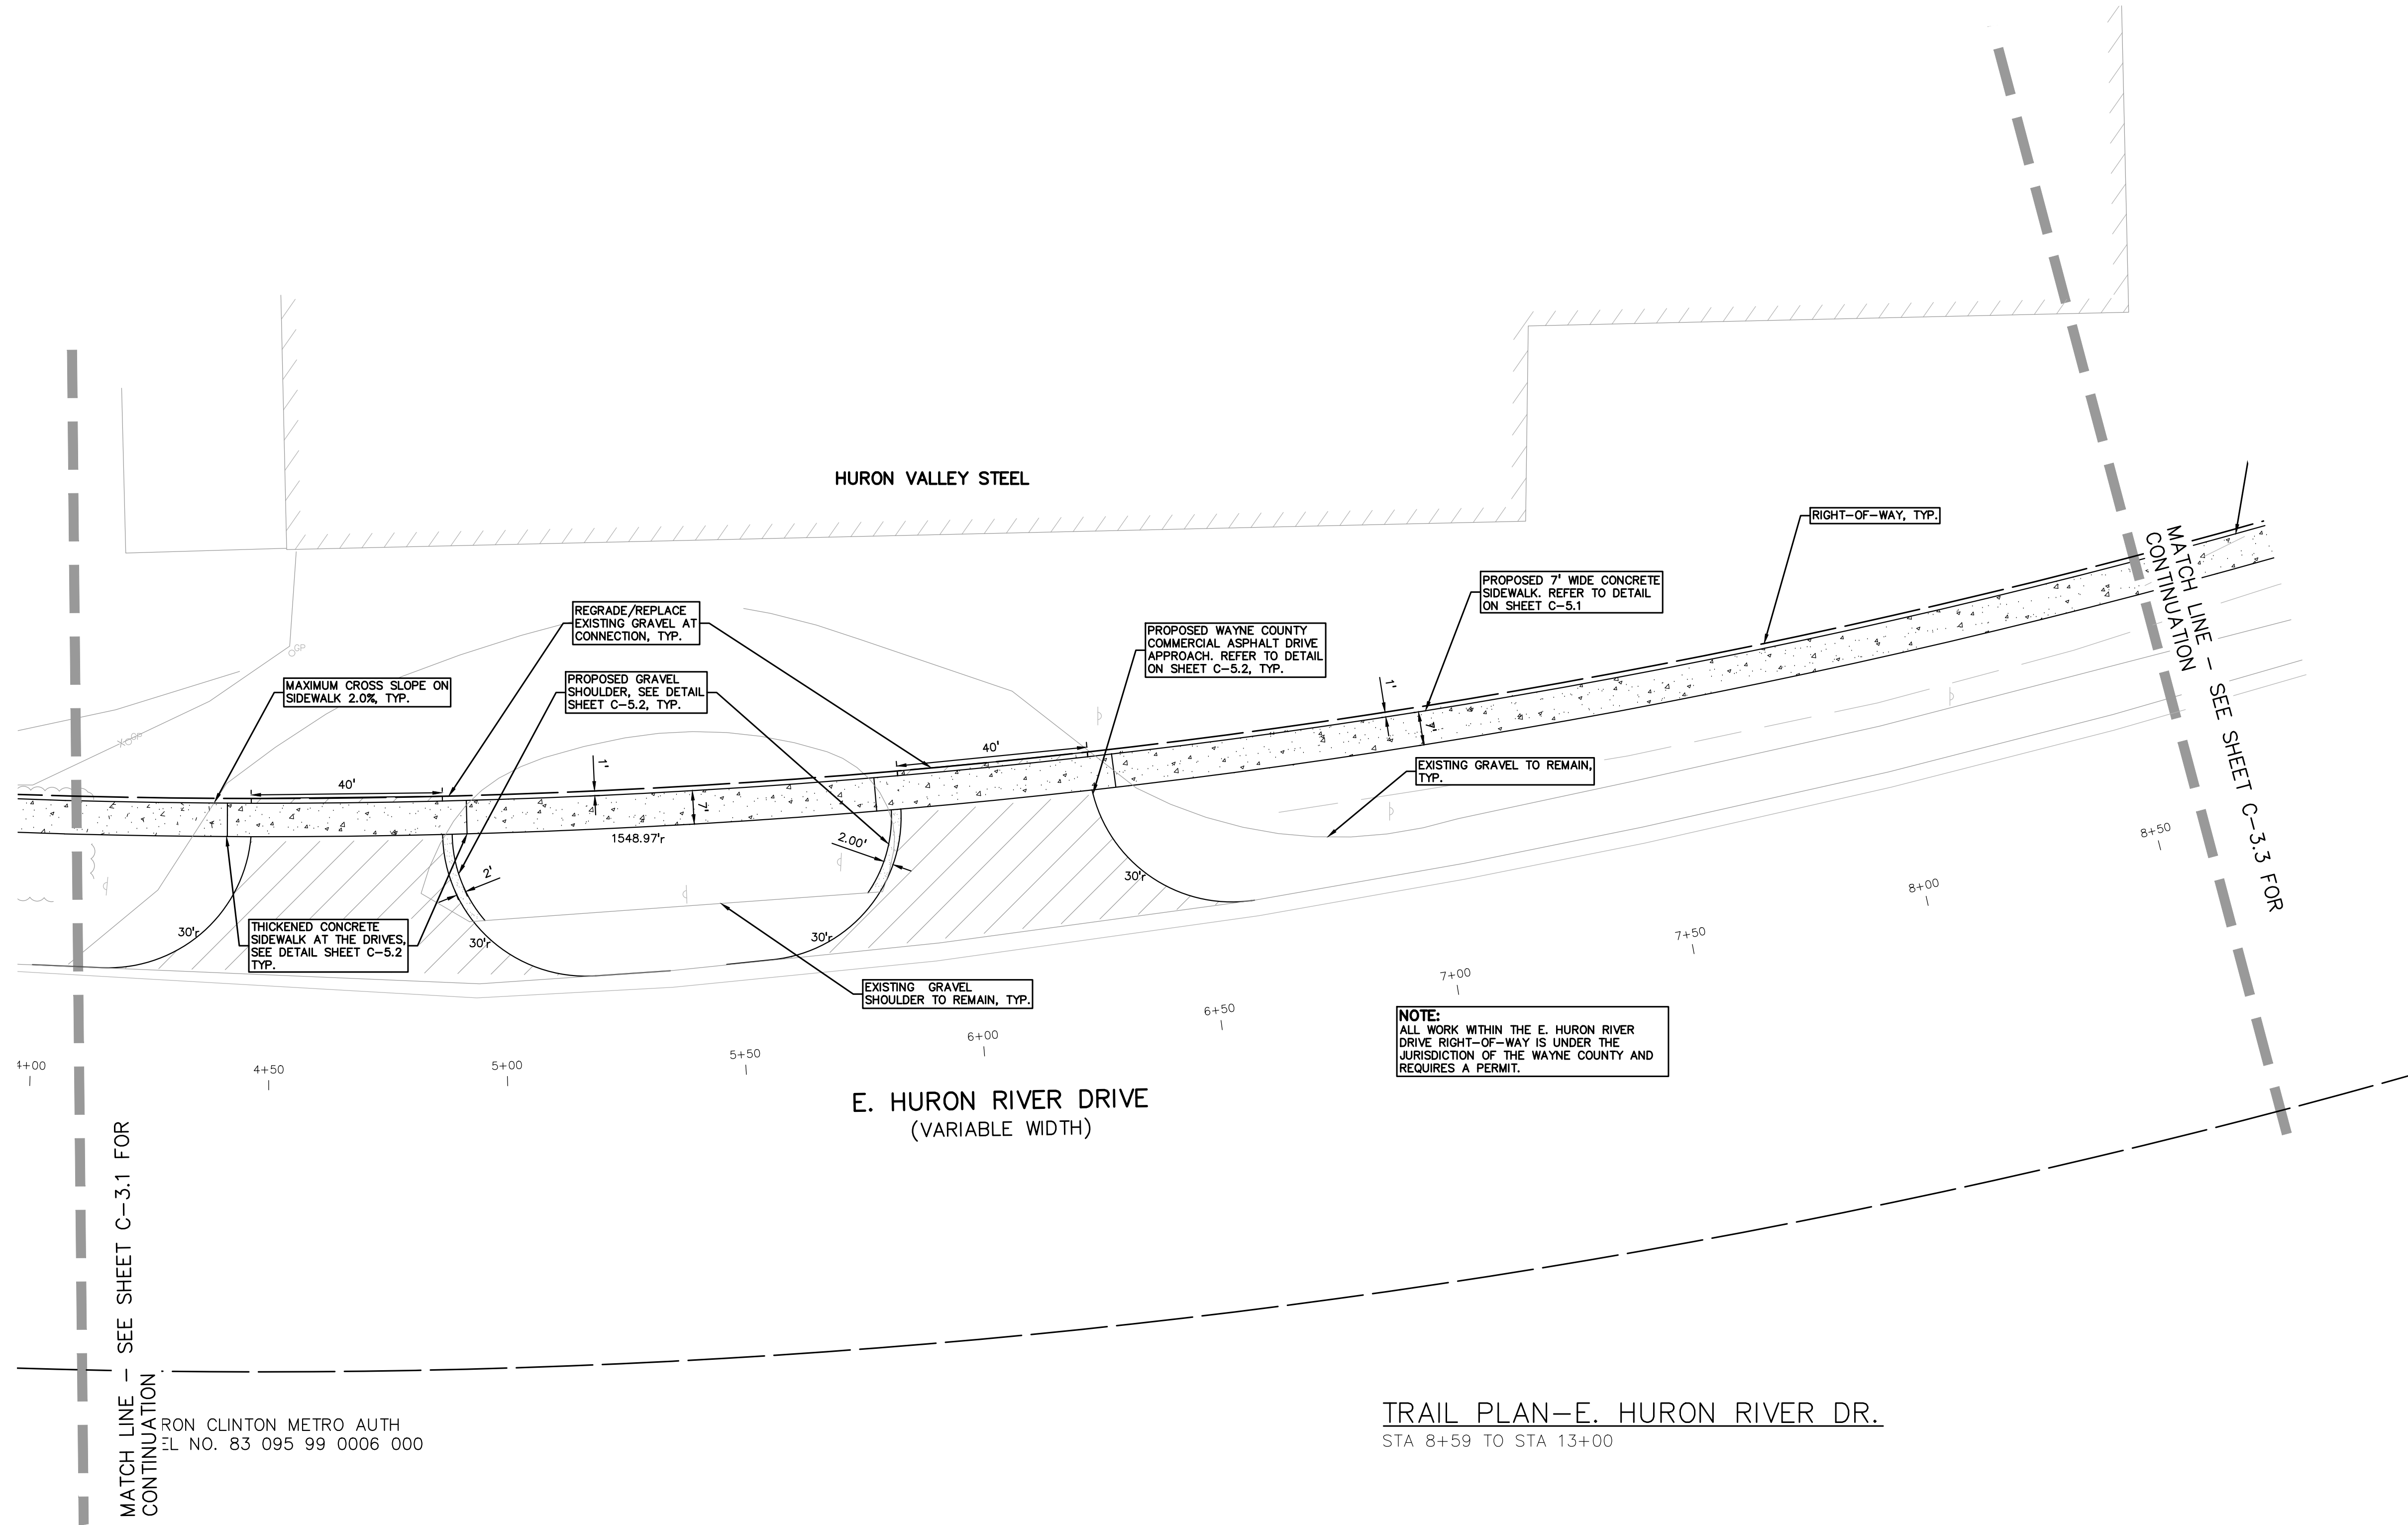 HURON VALLEY STEEL
RIGHT-OF-WAY, TYP.
PROPOSED 7' WIDE CONCRETE
SIDEWALK. REFER TO DETAIL
ON SHEET C-5.1
REGRADE/REPLACE
EXISTING GRAVEL AT
CONNECTION, TYP.
PROPOSED WAYNE COUNTY
COMMERCIAL ASPHALT DRIVE
APPROACH. REFER TO DETAIL
ON SHEET C-5.2, TYP.
GP
GP
MAXIMUM CROSS SLOPE ON
SIDEWALK 2.0%, TYP.
PROPOSED GRAVEL
SHOULDER, SEE DETAIL
SHEET C-5.2, TYP.
1'
7'
40'
EXISTING GRAVEL TO REMAIN,
TYP.
40'
1'
7'
1548.97'r
2.00'
2'
30'r
30'r
30'r
30'r
THICKENED CONCRETE
SIDEWALK AT THE DRIVES,
SEE DETAIL SHEET C-5.2
TYP.
EXISTING GRAVEL
SHOULDER TO REMAIN, TYP.
MATCH LINE - SEE SHEET C-3.3 FOR
CONTINUATION
4+00
4+50
5+00
5+50
6+00
6+50
7+00
7+50
8+00
8+50
NOTE:
ALL WORK WITHIN THE E. HURON RIVER
DRIVE RIGHT-OF-WAY IS UNDER THE
JURISDICTION OF THE WAYNE COUNTY AND
REQUIRES A PERMIT.
E. HURON RIVER DRIVE
(VARIABLE WIDTH)
MATCH LINE - SEE SHEET C-3.1 FOR
CONTINUATION
RON CLINTON METRO AUTH
EL NO. 83 095 99 0006 000
TRAIL PLAN-E. HURON RIVER DR.
STA 8+59 TO STA 13+00